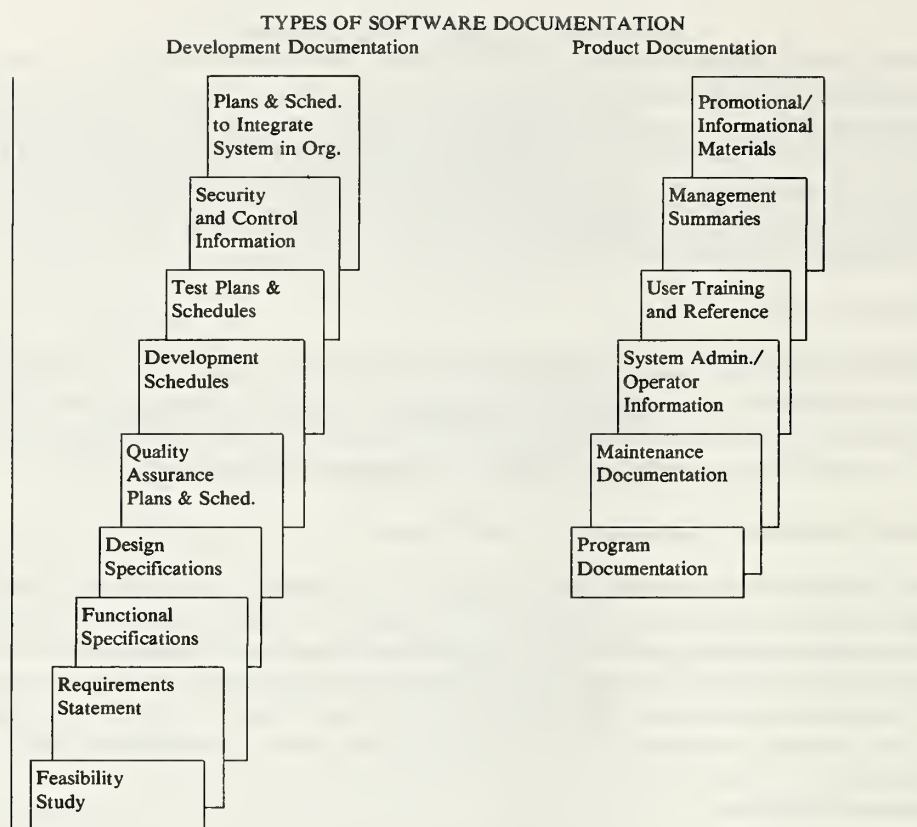 TYPES OF SOFTWARE DOCUMENTATION
Development Documentation
Product Documentation
Plans & Sched.
to Integrate
System in Org.
Security
and Control
Information
Test Plans &
Schedules
Development
Schedules
Quality
Assurance
Plans & Sched.
Design
Specifications
Functional
Specifications
Requirements
Statement
Feasibility
Study
Promotional/
Informational
Materials
Management
Summaries
User Training
and Reference
System Admin./
Operator
Information
Maintenance
Documentation
Program
Documentation